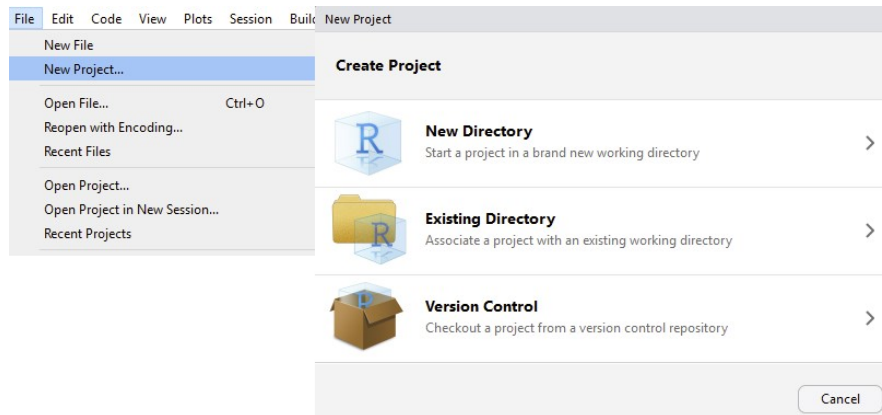 File Edit Code View Plots Session Build
New File
New Project...
Open File... Ctrl+O
Reopen with Encoding...
Recent Files
Open Project...
Open Project in New Session...
Recent Projects
New Project
Create Project
R
New Directory
Start a project in a brand new working directory
R
Existing Directory
Associate a project with an existing working directory
R
Version Control
Checkout a project from a version control repository
Cancel